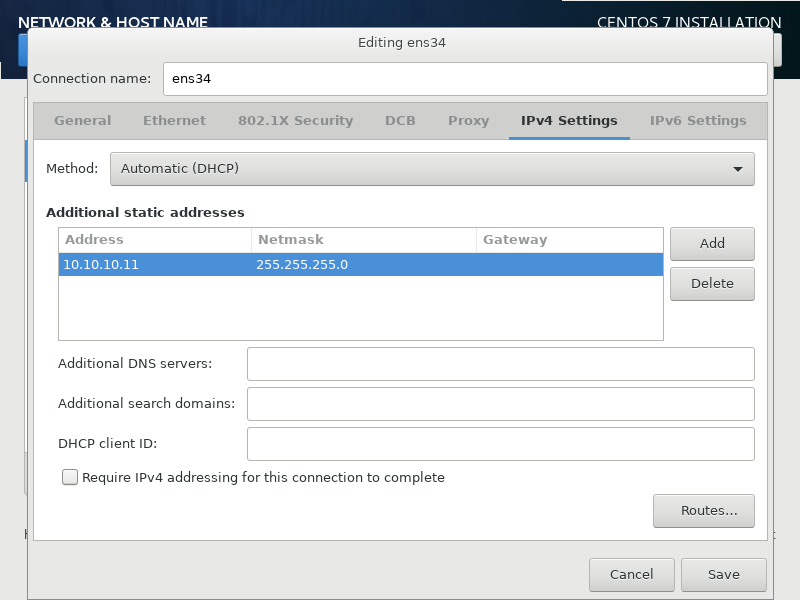 NETWORK & HOST NAME
CENTOS 7 INSTALLATION
Editing ens34
Connection name: ens34
General Ethernet 802.1X Security DCB Proxy IPv4 Settings IPv6 Settings
Method: Automatic (DHCP)
Additional static addresses
Address Netmask Gateway
10.10.10.11 255.255.255.0
Add
Delete
Additional DNS servers:
Additional search domains:
DHCP client ID:
Require IPv4 addressing for this connection to complete
Routes...
Cancel Save